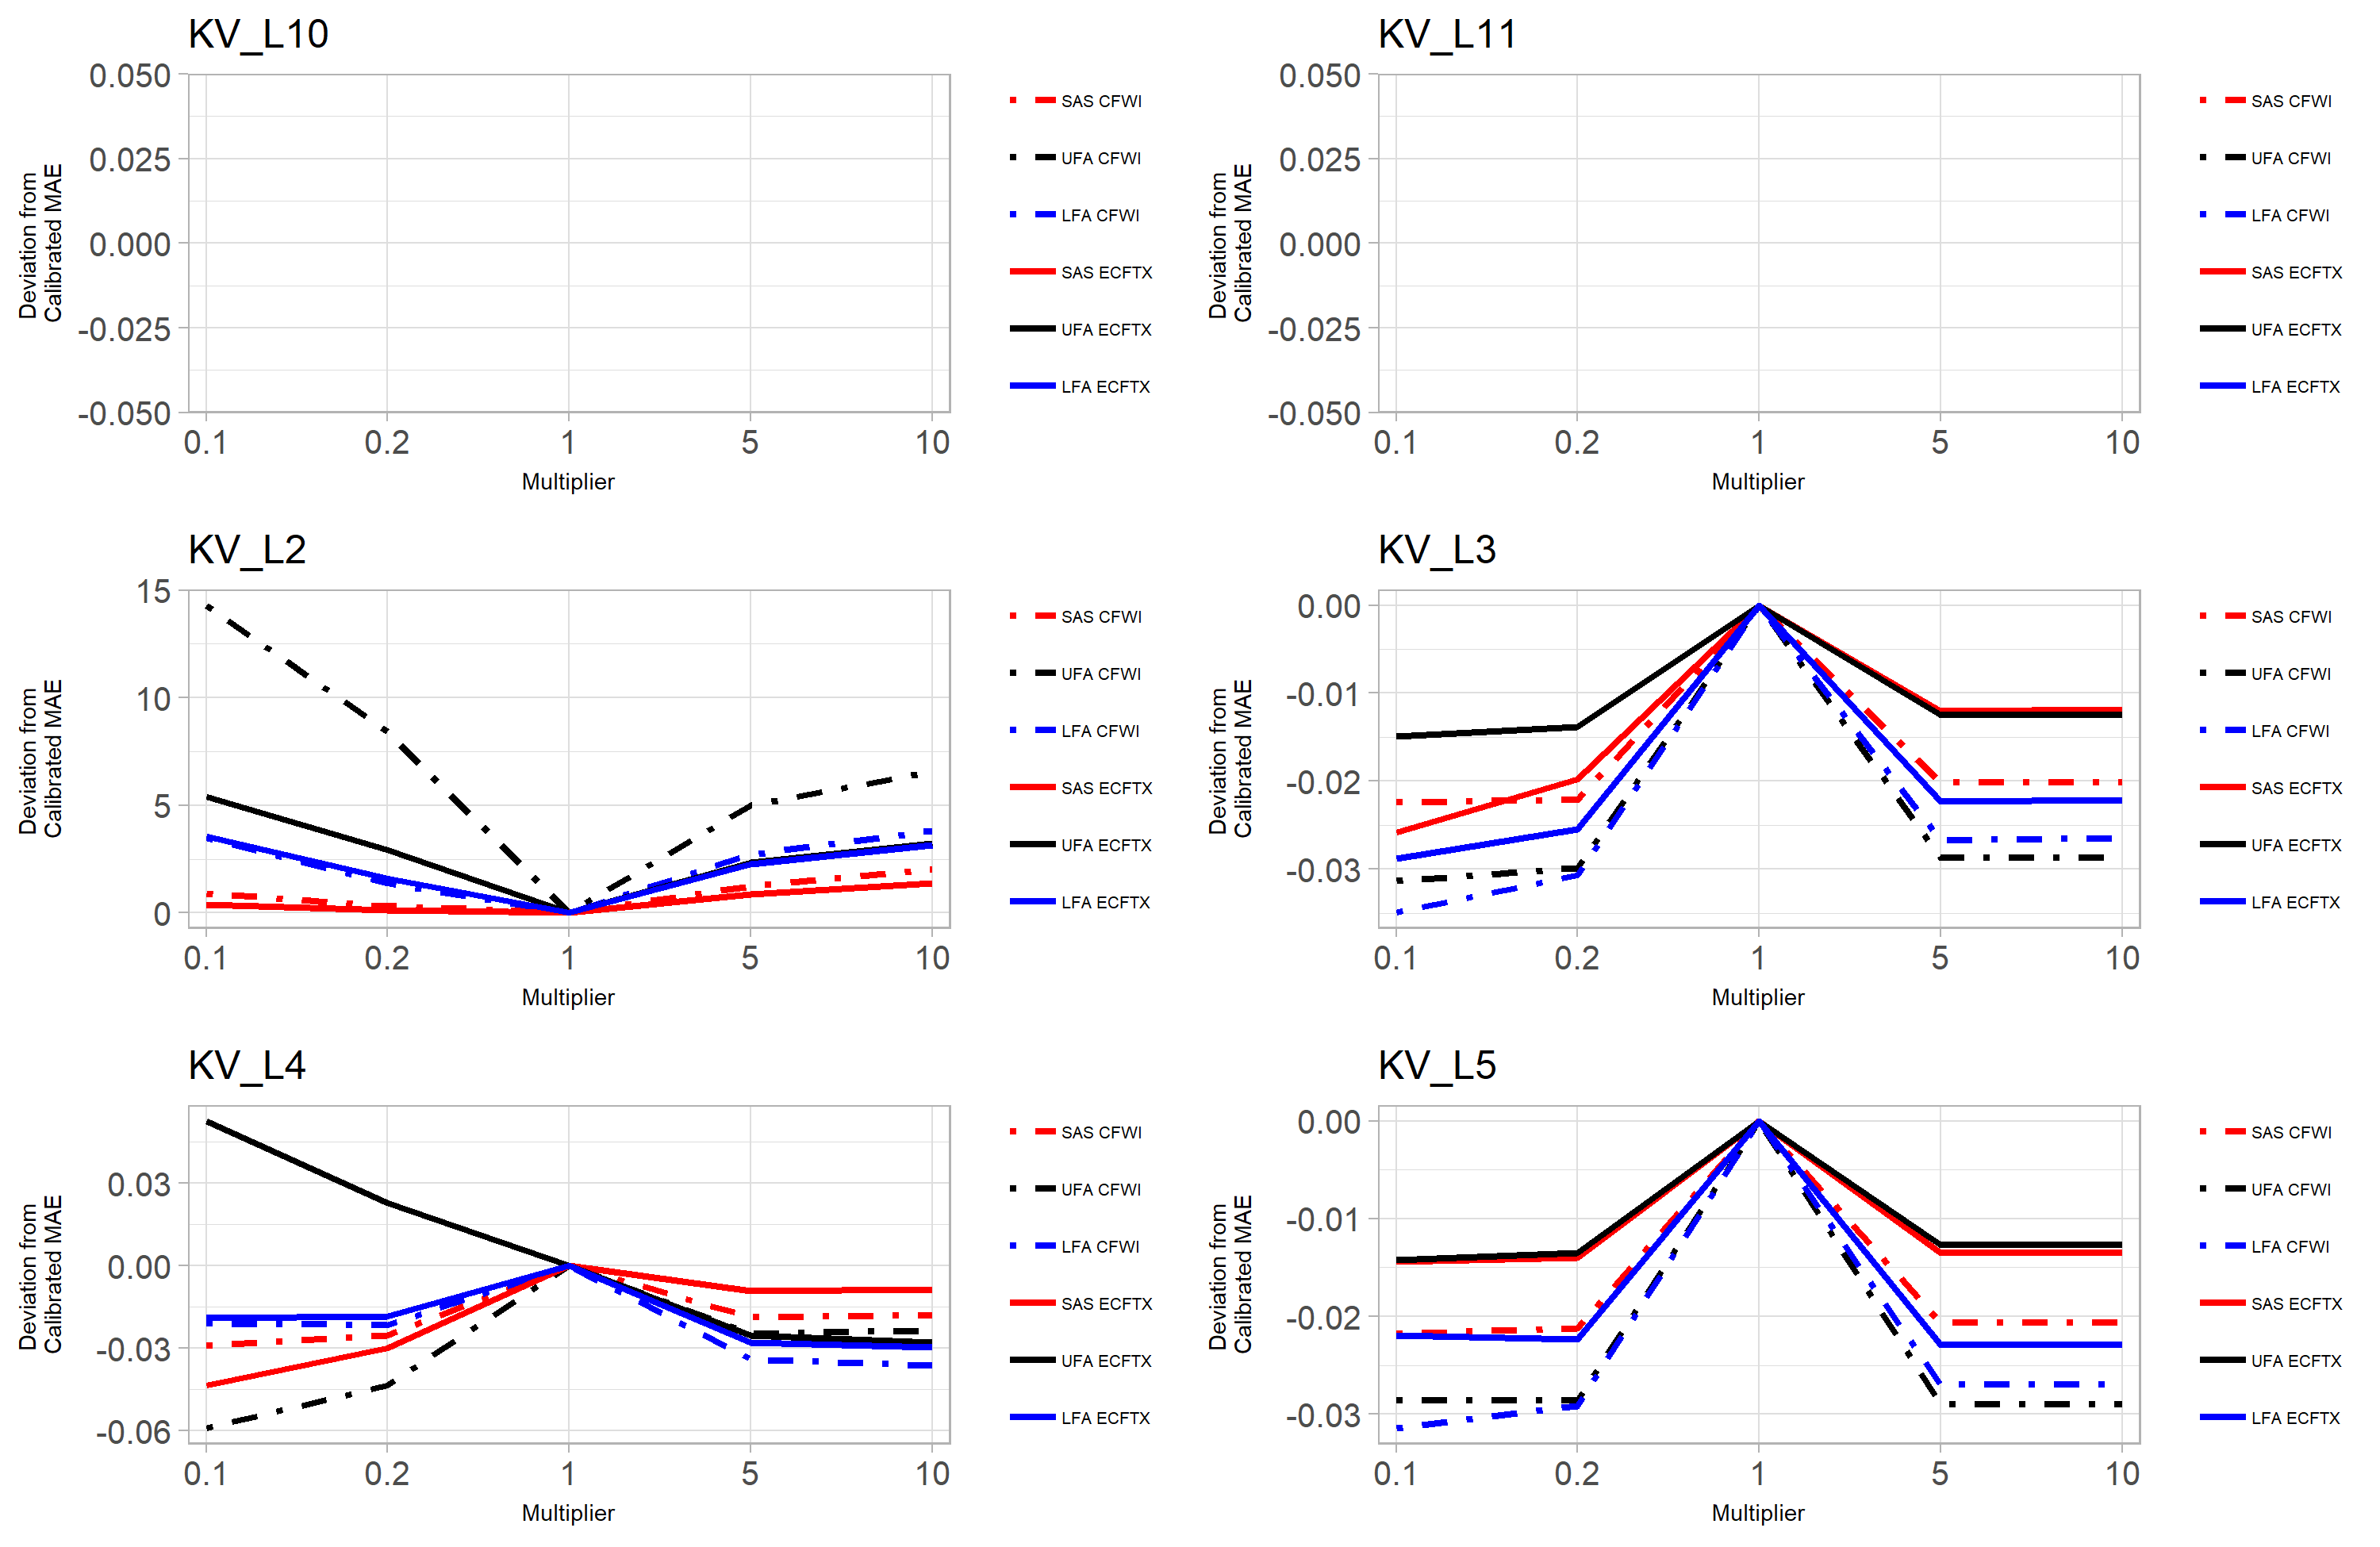 KV_L10
0.050
0.025
0.000
-0.025
-0.050
Deviation from
Calibrated MAE
0.1 0.2 1 5 10
Multiplier
SAS CFWI
UFA CFWI
LFA CFWI
SAS ECFTX
UFA ECFTX
LFA ECFTX
KV_L11
0.050
0.025
0.000
-0.025
-0.050
Deviation from
Calibrated MAE
0.1 0.2 1 5 10
Multiplier
SAS CFWI
UFA CFWI
LFA CFWI
SAS ECFTX
UFA ECFTX
LFA ECFTX
KV_L2
15
10
5
0
Deviation from
Calibrated MAE
0.1 0.2 1 5 10
Multiplier
SAS CFWI
UFA CFWI
LFA CFWI
SAS ECFTX
UFA ECFTX
LFA ECFTX
KV_L3
0.00
-0.01
-0.02
-0.03
Deviation from
Calibrated MAE
0.1 0.2 1 5 10
Multiplier
SAS CFWI
UFA CFWI
LFA CFWI
SAS ECFTX
UFA ECFTX
LFA ECFTX
KV_L4
0.03
0.00
-0.03
-0.06
Deviation from
Calibrated MAE
0.1 0.2 1 5 10
Multiplier
SAS CFWI
UFA CFWI
LFA CFWI
SAS ECFTX
UFA ECFTX
LFA ECFTX
KV_L5
0.00
-0.01
-0.02
-0.03
Deviation from
Calibrated MAE
0.1 0.2 1 5 10
Multiplier
SAS CFWI
UFA CFWI
LFA CFWI
SAS ECFTX
UFA ECFTX
LFA ECFTX